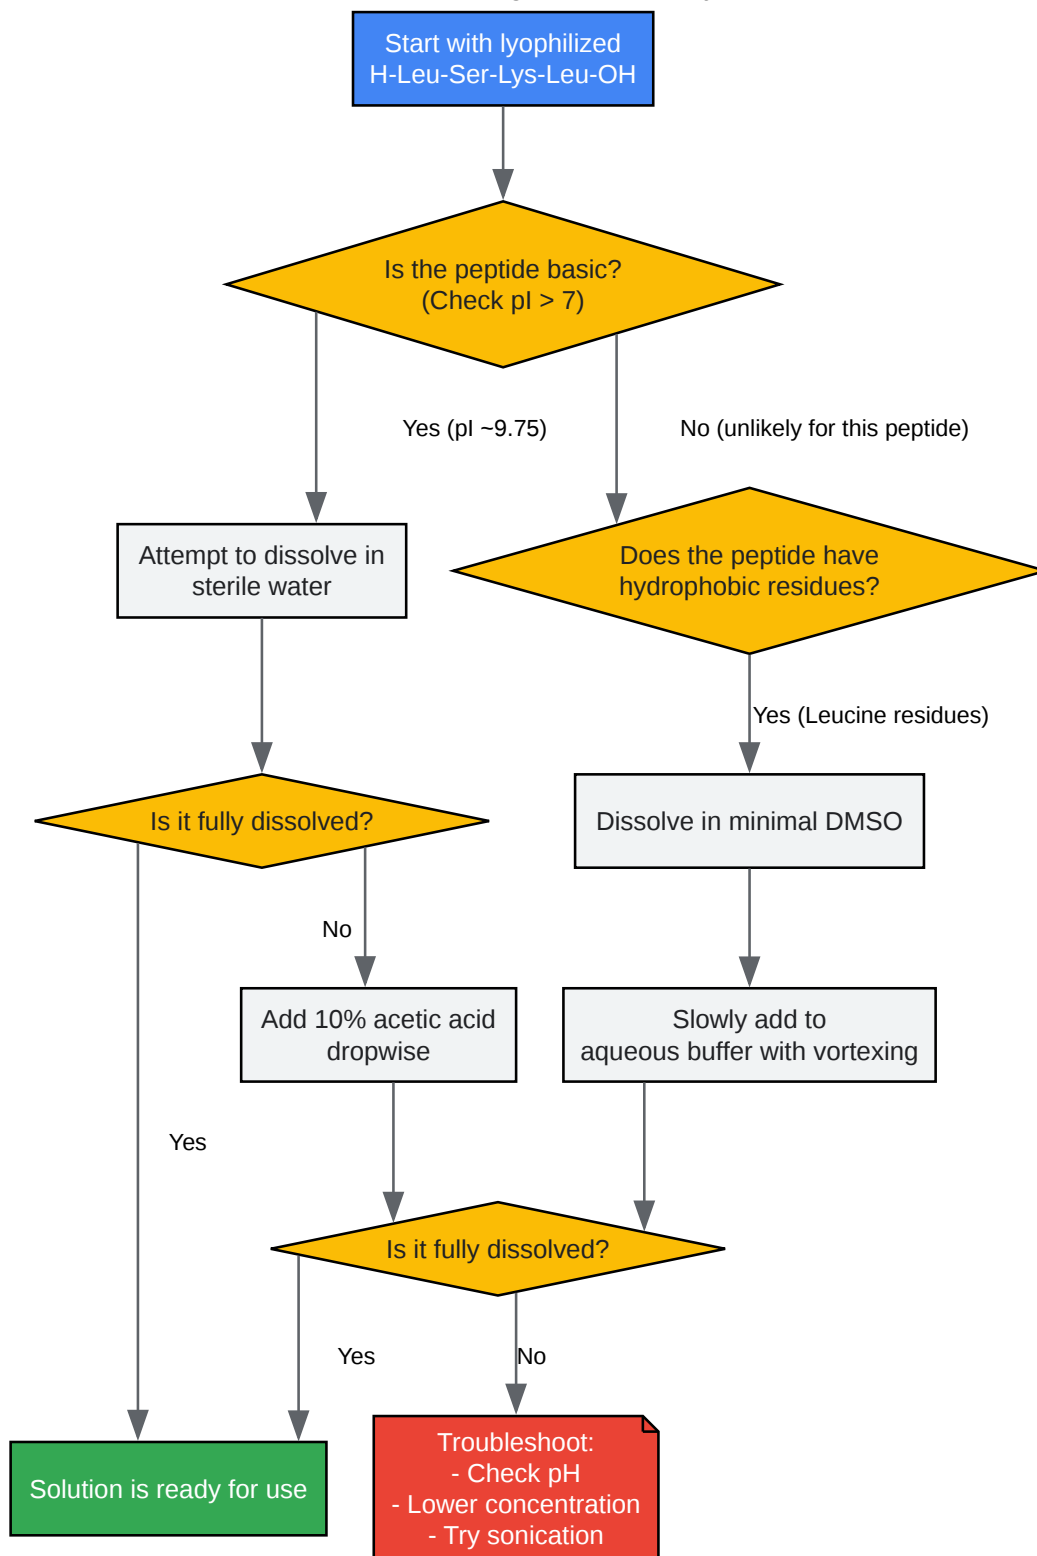 Start with lyophilized
H-Leu-Ser-Lys-Leu-OH
Is the peptide basic?
(Check pI > 7)
Yes (pI ~9.75)
No (unlikely for this peptide)
Attempt to dissolve in
sterile water
Does the peptide have
hydrophobic residues?
Yes (Leucine residues)
Is it fully dissolved?
Dissolve in minimal DMSO
No
Add 10% acetic acid
dropwise
Slowly add to
aqueous buffer with vortexing
Yes
Is it fully dissolved?
Yes
No
Solution is ready for use
Troubleshoot:
- Check pH
- Lower concentration
- Try sonication